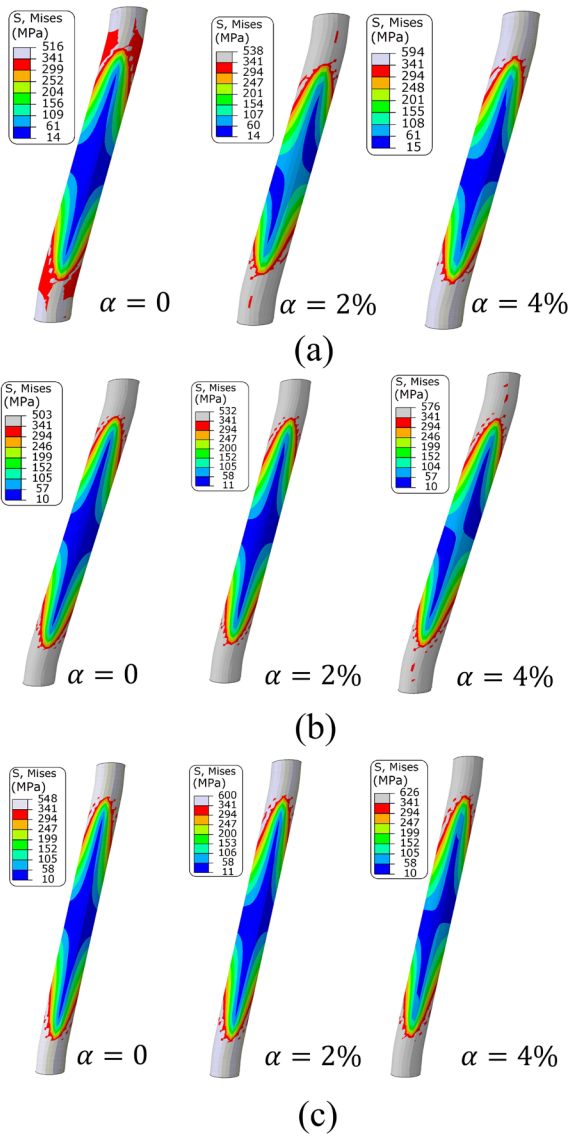 S, Mises
(MPa)
516
341
299
252
204
156
109
61
14
α = 0
S, Mises
(MPa)
538
341
294
247
201
154
107
60
14
α = 2%
S, Mises
(MPa)
594
341
294
248
201
155
108
61
15
α = 4%
(a)
S, Mises
(MPa)
503
341
294
246
199
152
105
57
10
α = 0
S, Mises
(MPa)
532
341
294
247
200
152
105
58
11
α = 2%
S, Mises
(MPa)
576
341
294
246
199
152
104
57
10
α = 4%
(b)
S, Mises
(MPa)
548
341
294
247
199
152
105
58
10
α = 0
S, Mises
(MPa)
600
341
294
247
200
153
106
58
11
α = 2%
S, Mises
(MPa)
626
341
294
247
199
152
105
58
10
α = 4%
(c)